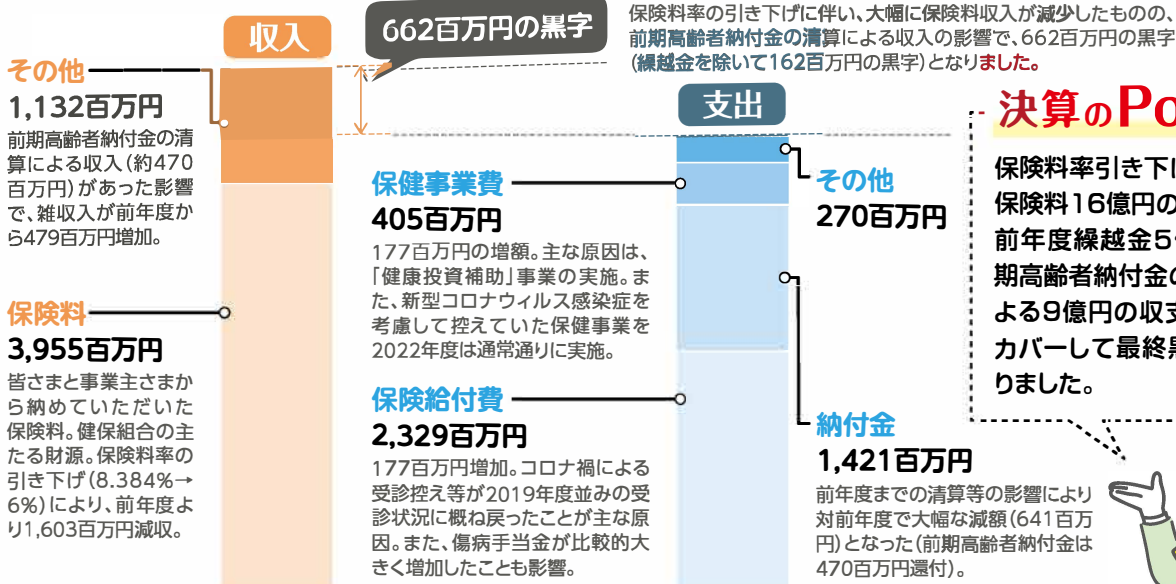 収入
662百万円の黒字
保険料率の引き下げに伴い、大幅に保険料収入が減少したものの、
前期高齢者納付金の清算による収入の影響で、662百万円の黒字
(繰越金を除いて162百万円の黒字)となりました。
その他
1,132百万円
前期高齢者納付金の清
算による収入(約470
百万円)があった影響
で、雑収入が前年度か
ら479百万円増加。
保険料
3,955百万円
皆さまと事業主さまか
ら納めていただいた
保険料。健保組合の主
たる財源。保険料率の
引き下げ(8.384%→
6%)により、前年度よ
り1,603百万円減収。
支出
保健事業費
405百万円
177百万円の増額。主な原因は、
「健康投資補助」事業の実施。ま
た、新型コロナウィルス感染症を
考慮して控えていた保健事業を
2022年度は通常通りに実施。
保険給付費
2,329百万円
177百万円増加。コロナ禍による
受診控え等が2019年度並みの受
診状況に概ね戻ったことが主な原
因。また、傷病手当金が比較的大
きく増加したことも影響。
その他
270百万円
納付金
1,421百万円
前年度までの清算等の影響により
対前年度で大幅な減額(641百万
円)となった(前期高齢者納付金は
470百万円還付)。
決算のPo
保険料率引き下
保険料16億円の
前年度繰越金5
期高齢者納付金の
よる9億円の収支
カバーして最終黒
りました。